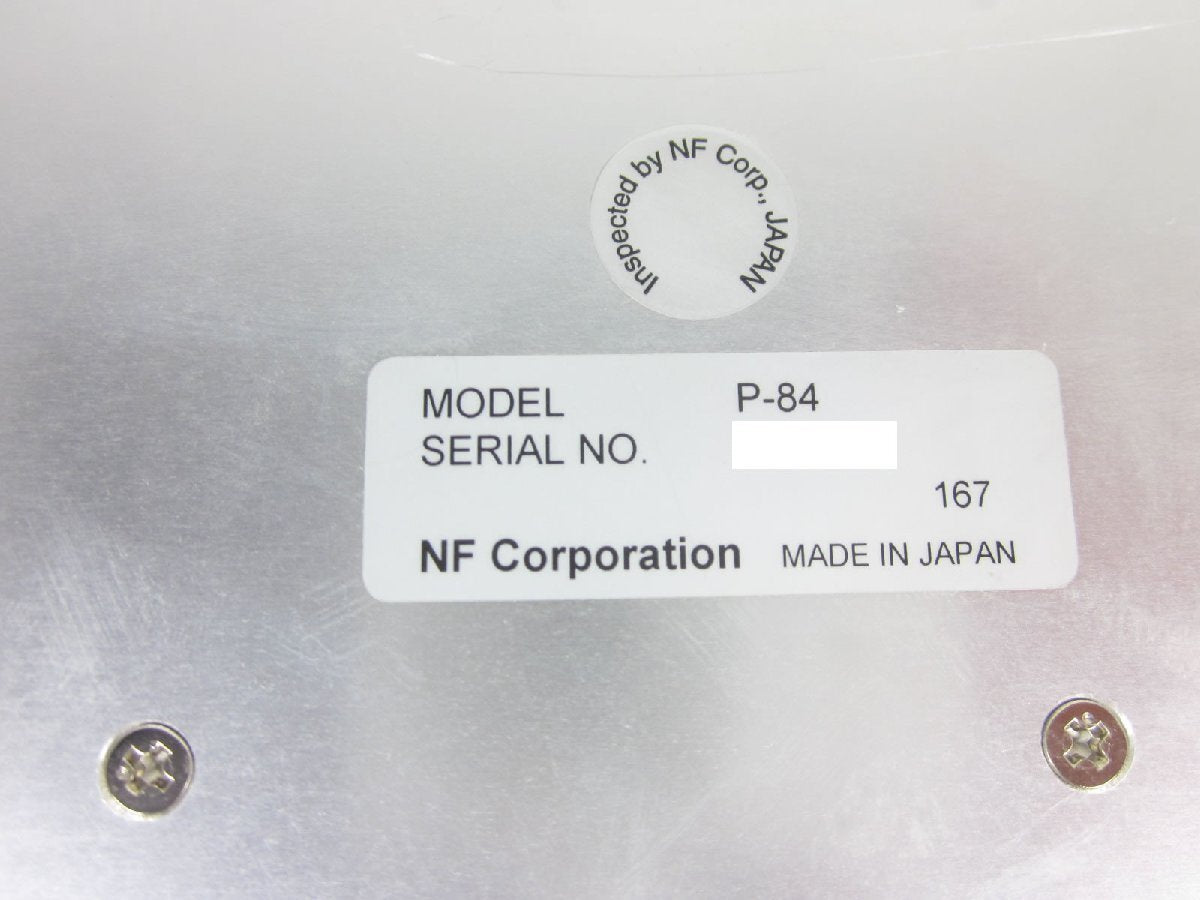 Inspected by NF Corp., JAPAN
MODEL P-84
SERIAL NO.
167
NF Corporation MADE IN JAPAN